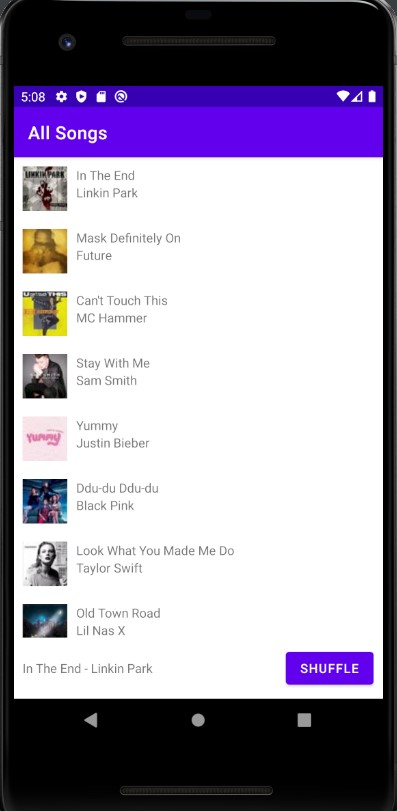 5:08
All Songs
LINKIN PARK
In The End
Linkin Park
Mask Definitely On
Future
U THIS
Can't Touch This
MC Hammer
Stay With Me
Sam Smith
yummy
Yummy
Justin Bieber
Ddu-du Ddu-du
Black Pink
Look What You Made Me Do
Taylor Swift
Old Town Road
Lil Nas X
In The End - Linkin Park
SHUFFLE